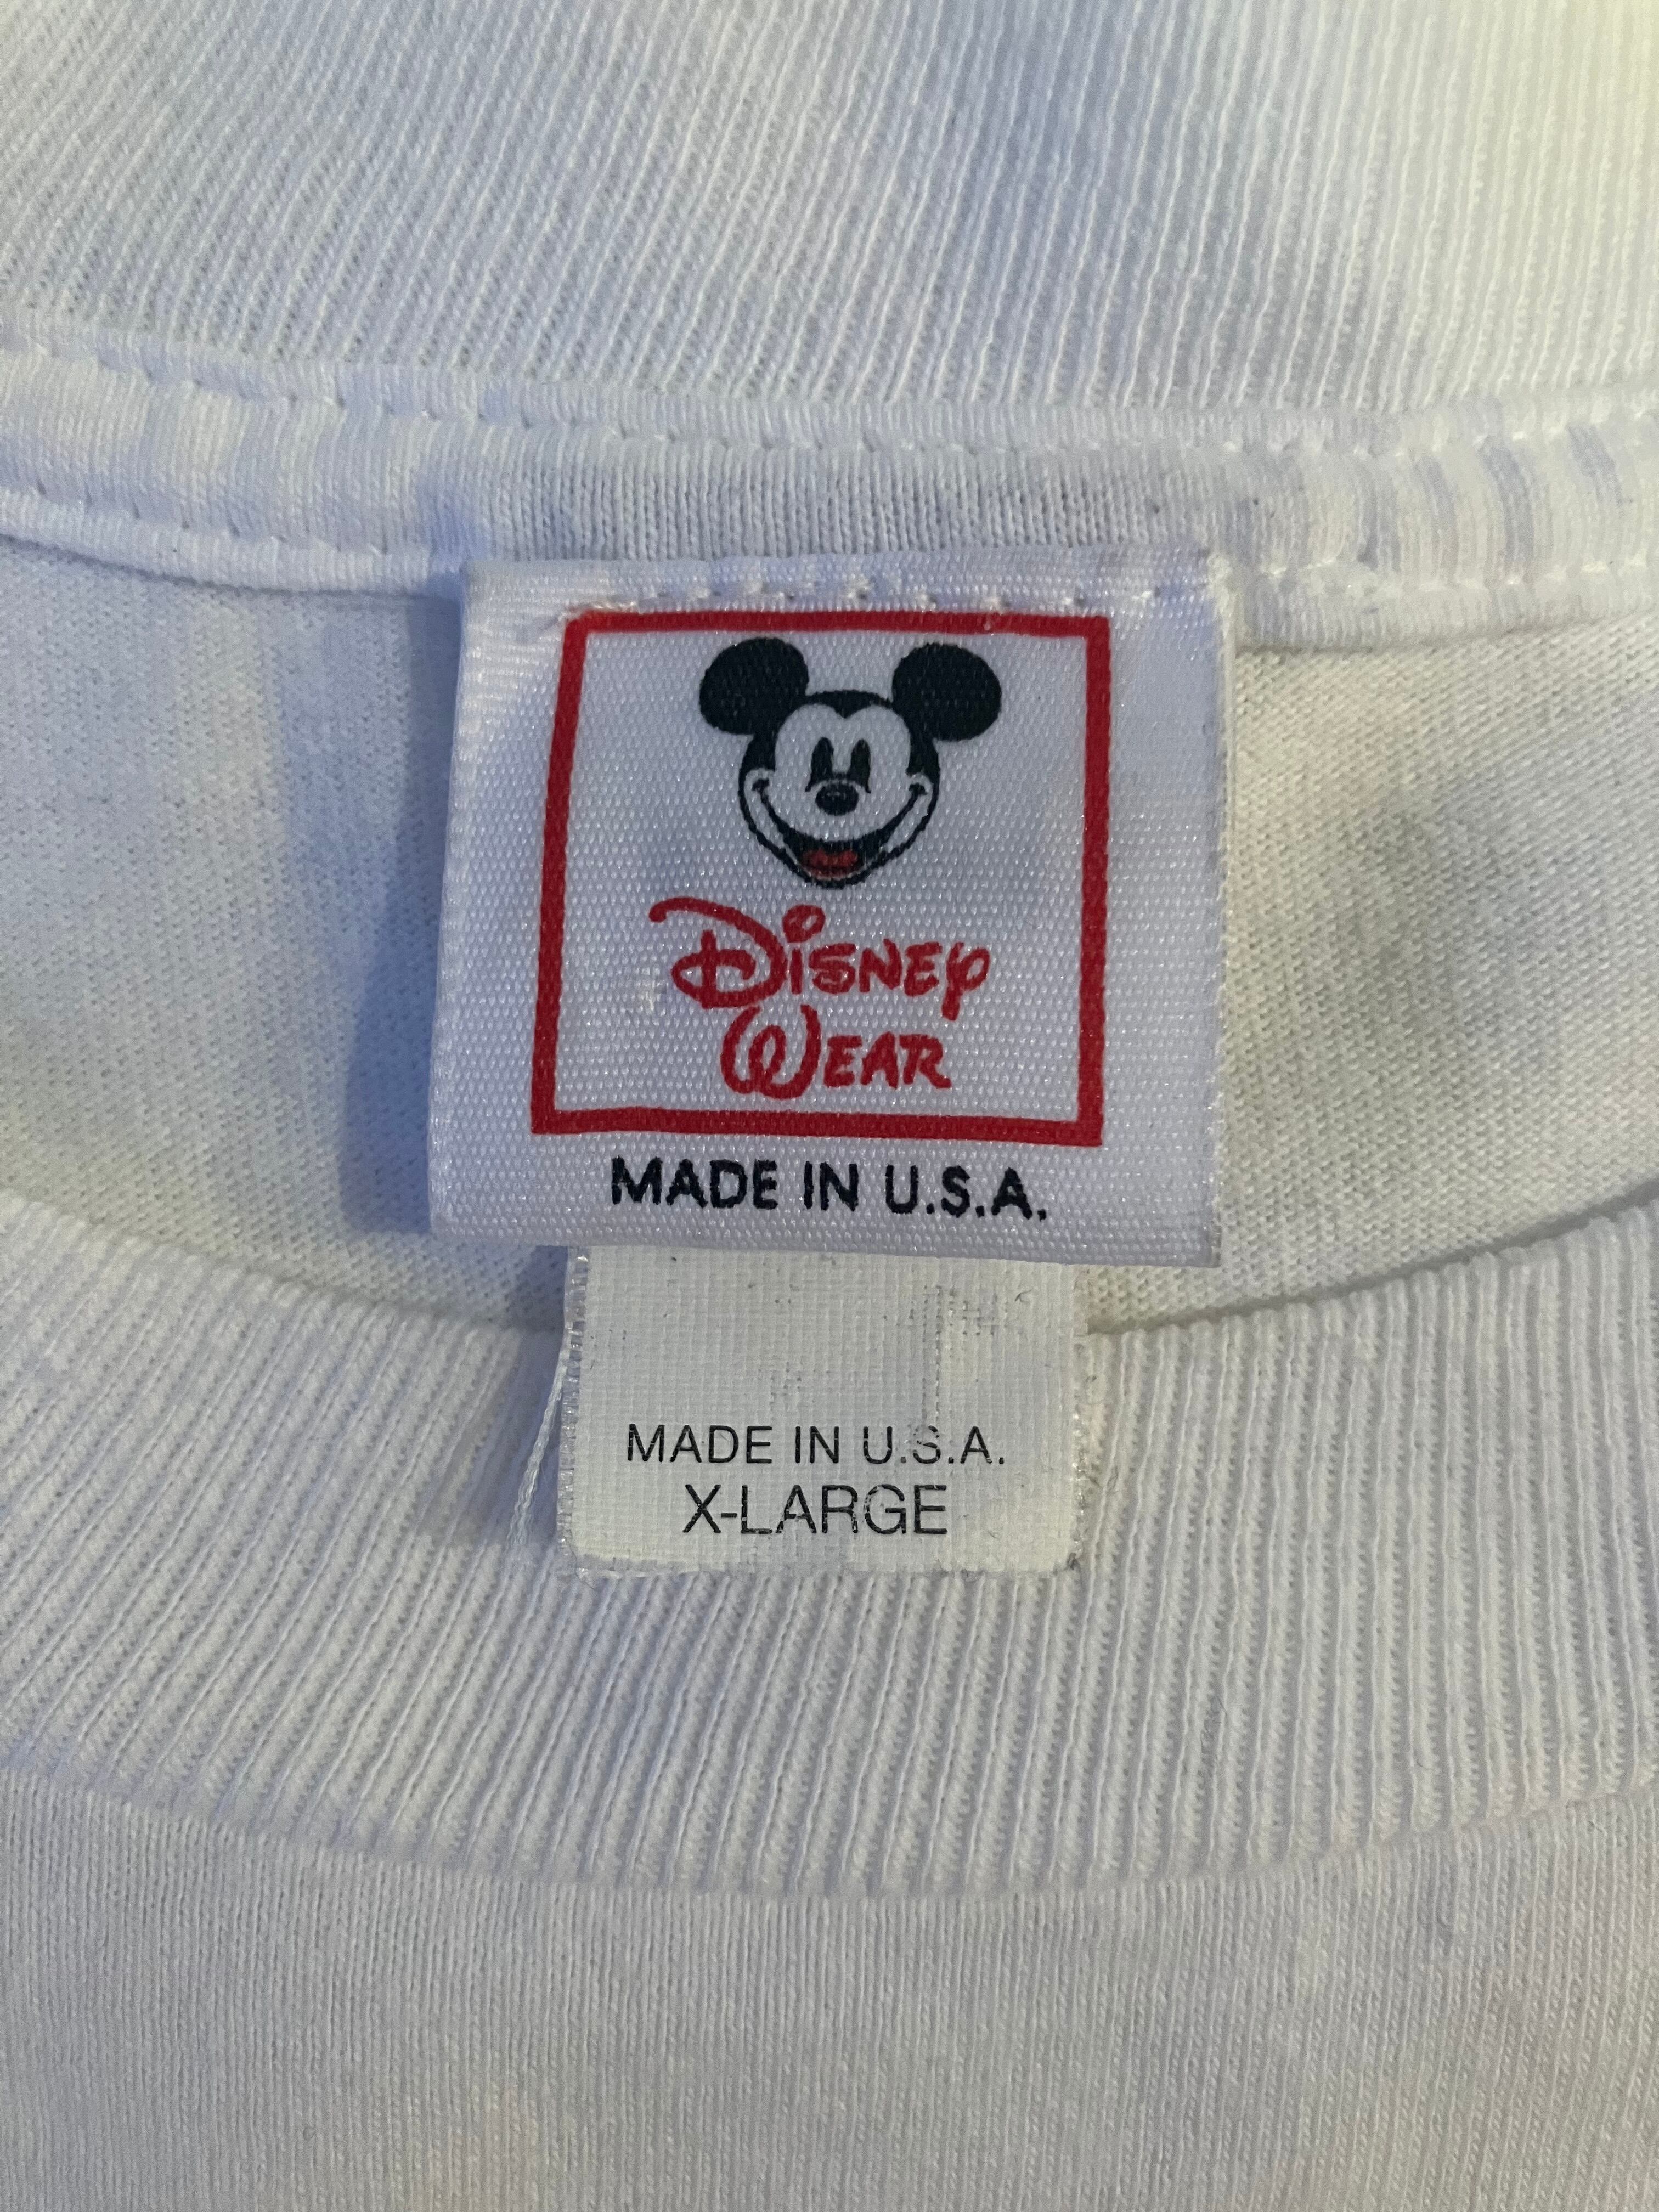 Disney
Wear
MADE IN U.S.A.
MADE IN U.S.A.
X-LARGE